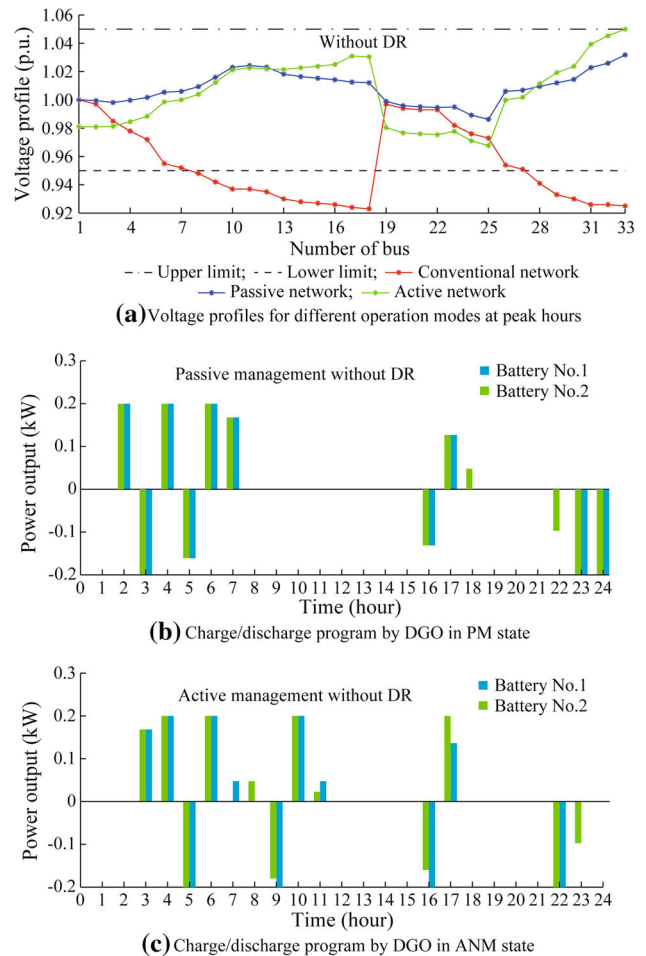 1.06
1.04
1.02
1.00
0.98
0.96
0.94
0.92
Voltage profile (p.u.)
Without DR
1 4 7 10 13 16 19 22 25 28 31 33
Number of bus
Upper limit; Lower limit; Conventional network
Passive network; Active network
(a) Voltage profiles for different operation modes at peak hours
0.3
0.2
0.1
0
-0.1
-0.2
Power output (kW)
Passive management without DR
Battery No.1
Battery No.2
0 1 2 3 4 5 6 7 8 9 10 11 12 13 14 15 16 17 18 19 20 21 22 23 24
Time (hour)
(b) Charge/discharge program by DGO in PM state
0.3
0.2
0.1
0
-0.1
-0.2
Power output (kW)
Active management without DR
Battery No.1
Battery No.2
0 1 2 3 4 5 6 7 8 9 10 11 12 13 14 15 16 17 18 19 20 21 22 23 24
Time (hour)
(c) Charge/discharge program by DGO in ANM state